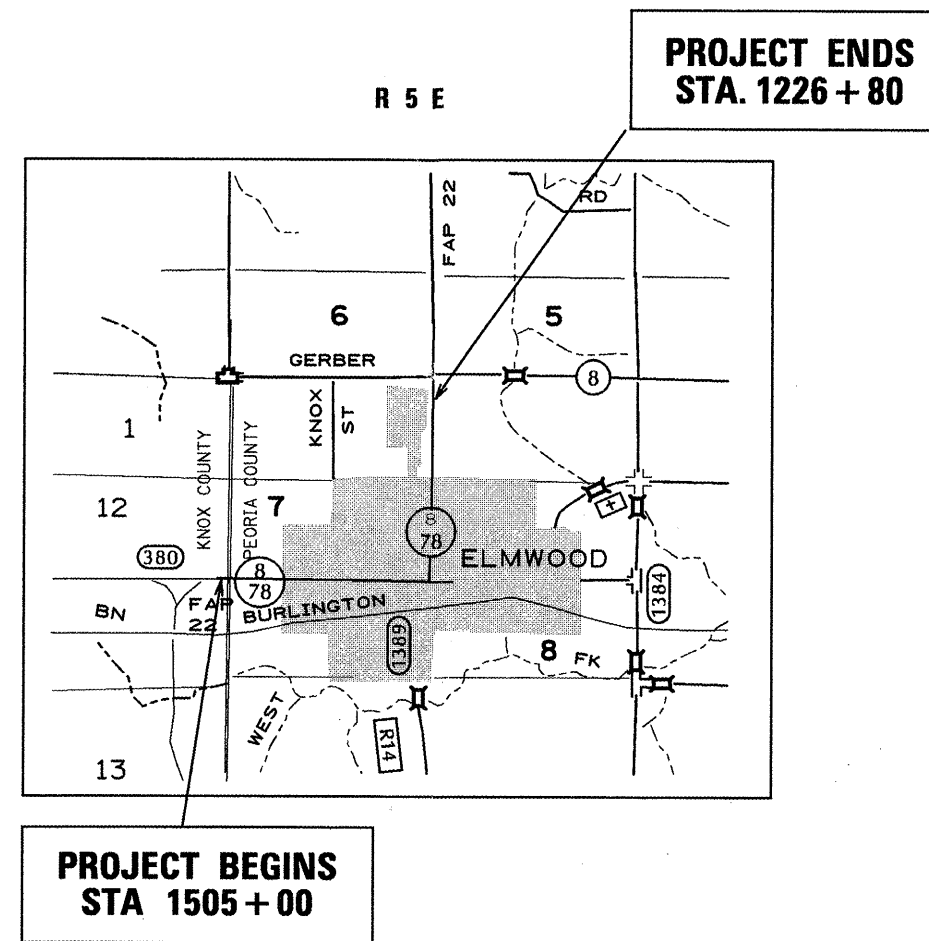 PROJECT ENDS
STA. 1226 + 80
R 5 E
FAP 22
RD
6
5
GERBER
8
KNOX
ST
1
KNOX COUNTY
PEORIA COUNTY
12
7
8
78
ELMWOOD
380
8
78
1384
BN
FAP
22
BURLINGTON
1389
8
FK
WEST
R14
13
PROJECT BEGINS
STA 1505 + 00